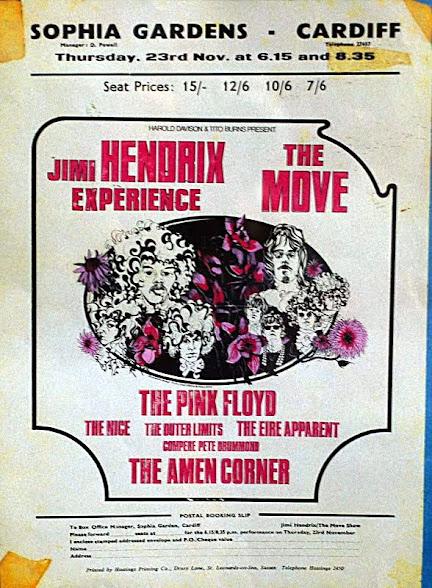 SOPHIA GARDENS - CARDIFF
Manager: D. Powell Telephone 27657
Thursday. 23rd Nov. at 6.15 and 8.35
Seat Prices: 15/- 12/6 10/6 7/6
HAROLD DAVISON & TITO BURNS PRESENT
JIMI HENDRIX EXPERIENCE
THE MOVE
THE PINK FLOYD
THE NICE THE OUTER LIMITS THE EIRE APPARENT
COMPERE PETE DRUMMOND
THE AMEN CORNER
POSTAL BOOKING SLIP
To Box Office Manager, Sophia Garden, Cardiff Jimi Hendrix/The Move Show
Please forward seats at for the 6.15/8.35 p.m. performance on Thursday, 23rd November
I enclose stamped addressed envelope and P.O./Cheque value
Name
Address
Printed by Hastings Printing Co., Drury Lane, St. Leonards-on-Sea, Sussex Telephone Hastings 2450